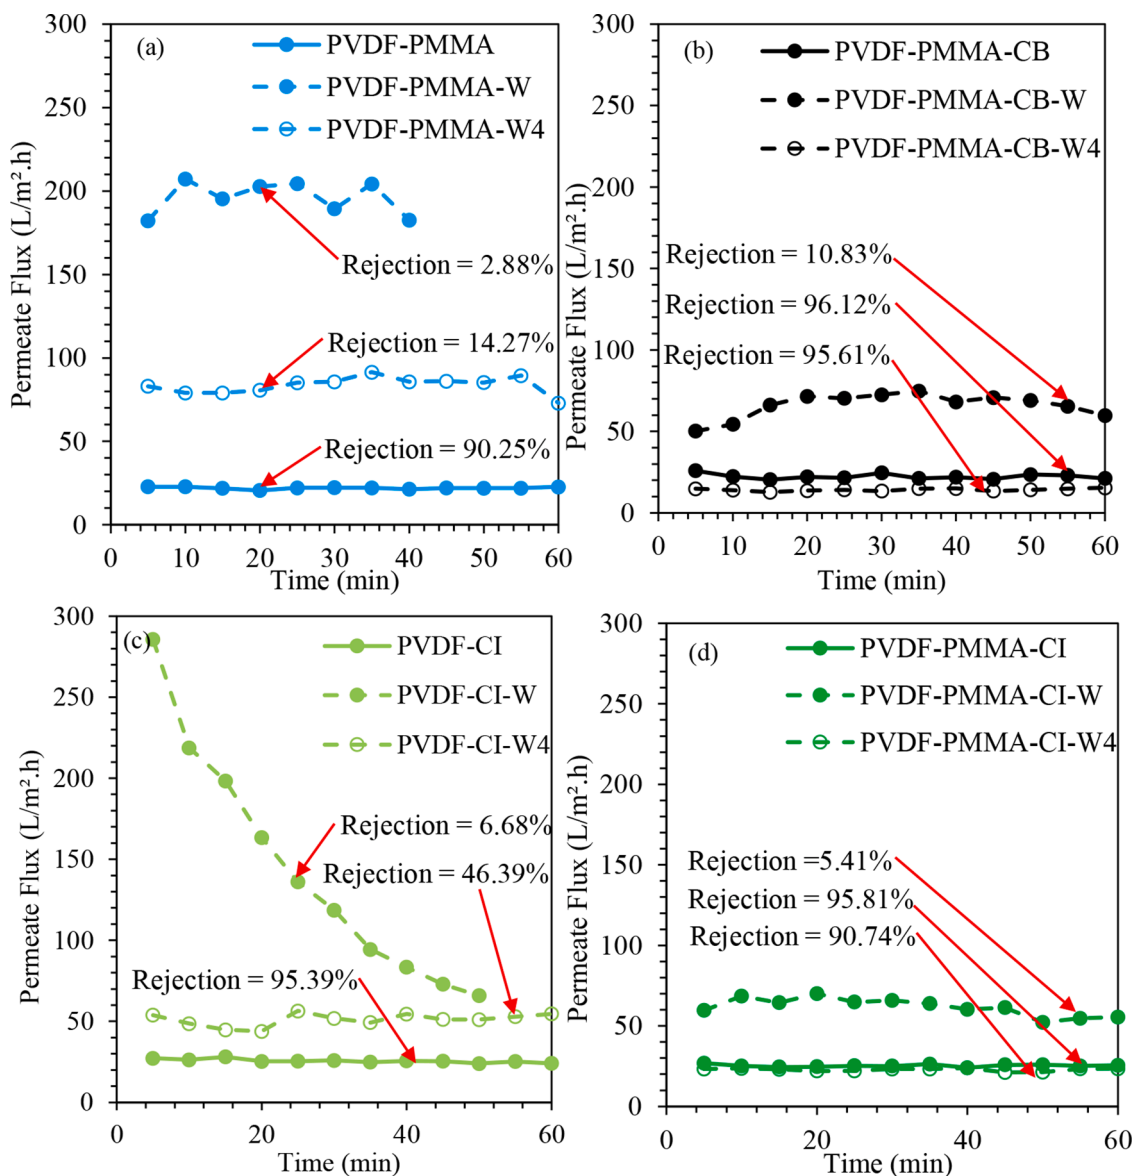 (a)
PVDF-PMMA
PVDF-PMMA-W
PVDF-PMMA-W4
Permeate Flux (L/m².h)
300
250
200
150
100
50
0
Rejection = 2.88%
Rejection = 14.27%
Rejection = 90.25%
0 10 20 30 40 50 60
Time (min)
(b)
PVDF-PMMA-CB
PVDF-PMMA-CB-W
PVDF-PMMA-CB-W4
Permeate Flux (L/m².h)
300
250
200
150
100
50
0
Rejection = 10.83%
Rejection = 96.12%
Rejection = 95.61%
0 10 20 30 40 50 60
Time (min)
(c)
PVDF-CI
PVDF-CI-W
PVDF-CI-W4
Permeate Flux (L/m².h)
300
250
200
150
100
50
0
Rejection = 6.68%
Rejection = 46.39%
Rejection = 95.39%
0 20 40 60
Time (min)
(d)
PVDF-PMMA-CI
PVDF-PMMA-CI-W
PVDF-PMMA-CI-W4
Permeate Flux (L/m².h)
300
250
200
150
100
50
0
Rejection =5.41%
Rejection = 95.81%
Rejection = 90.74%
0 20 40 60
Time (min)